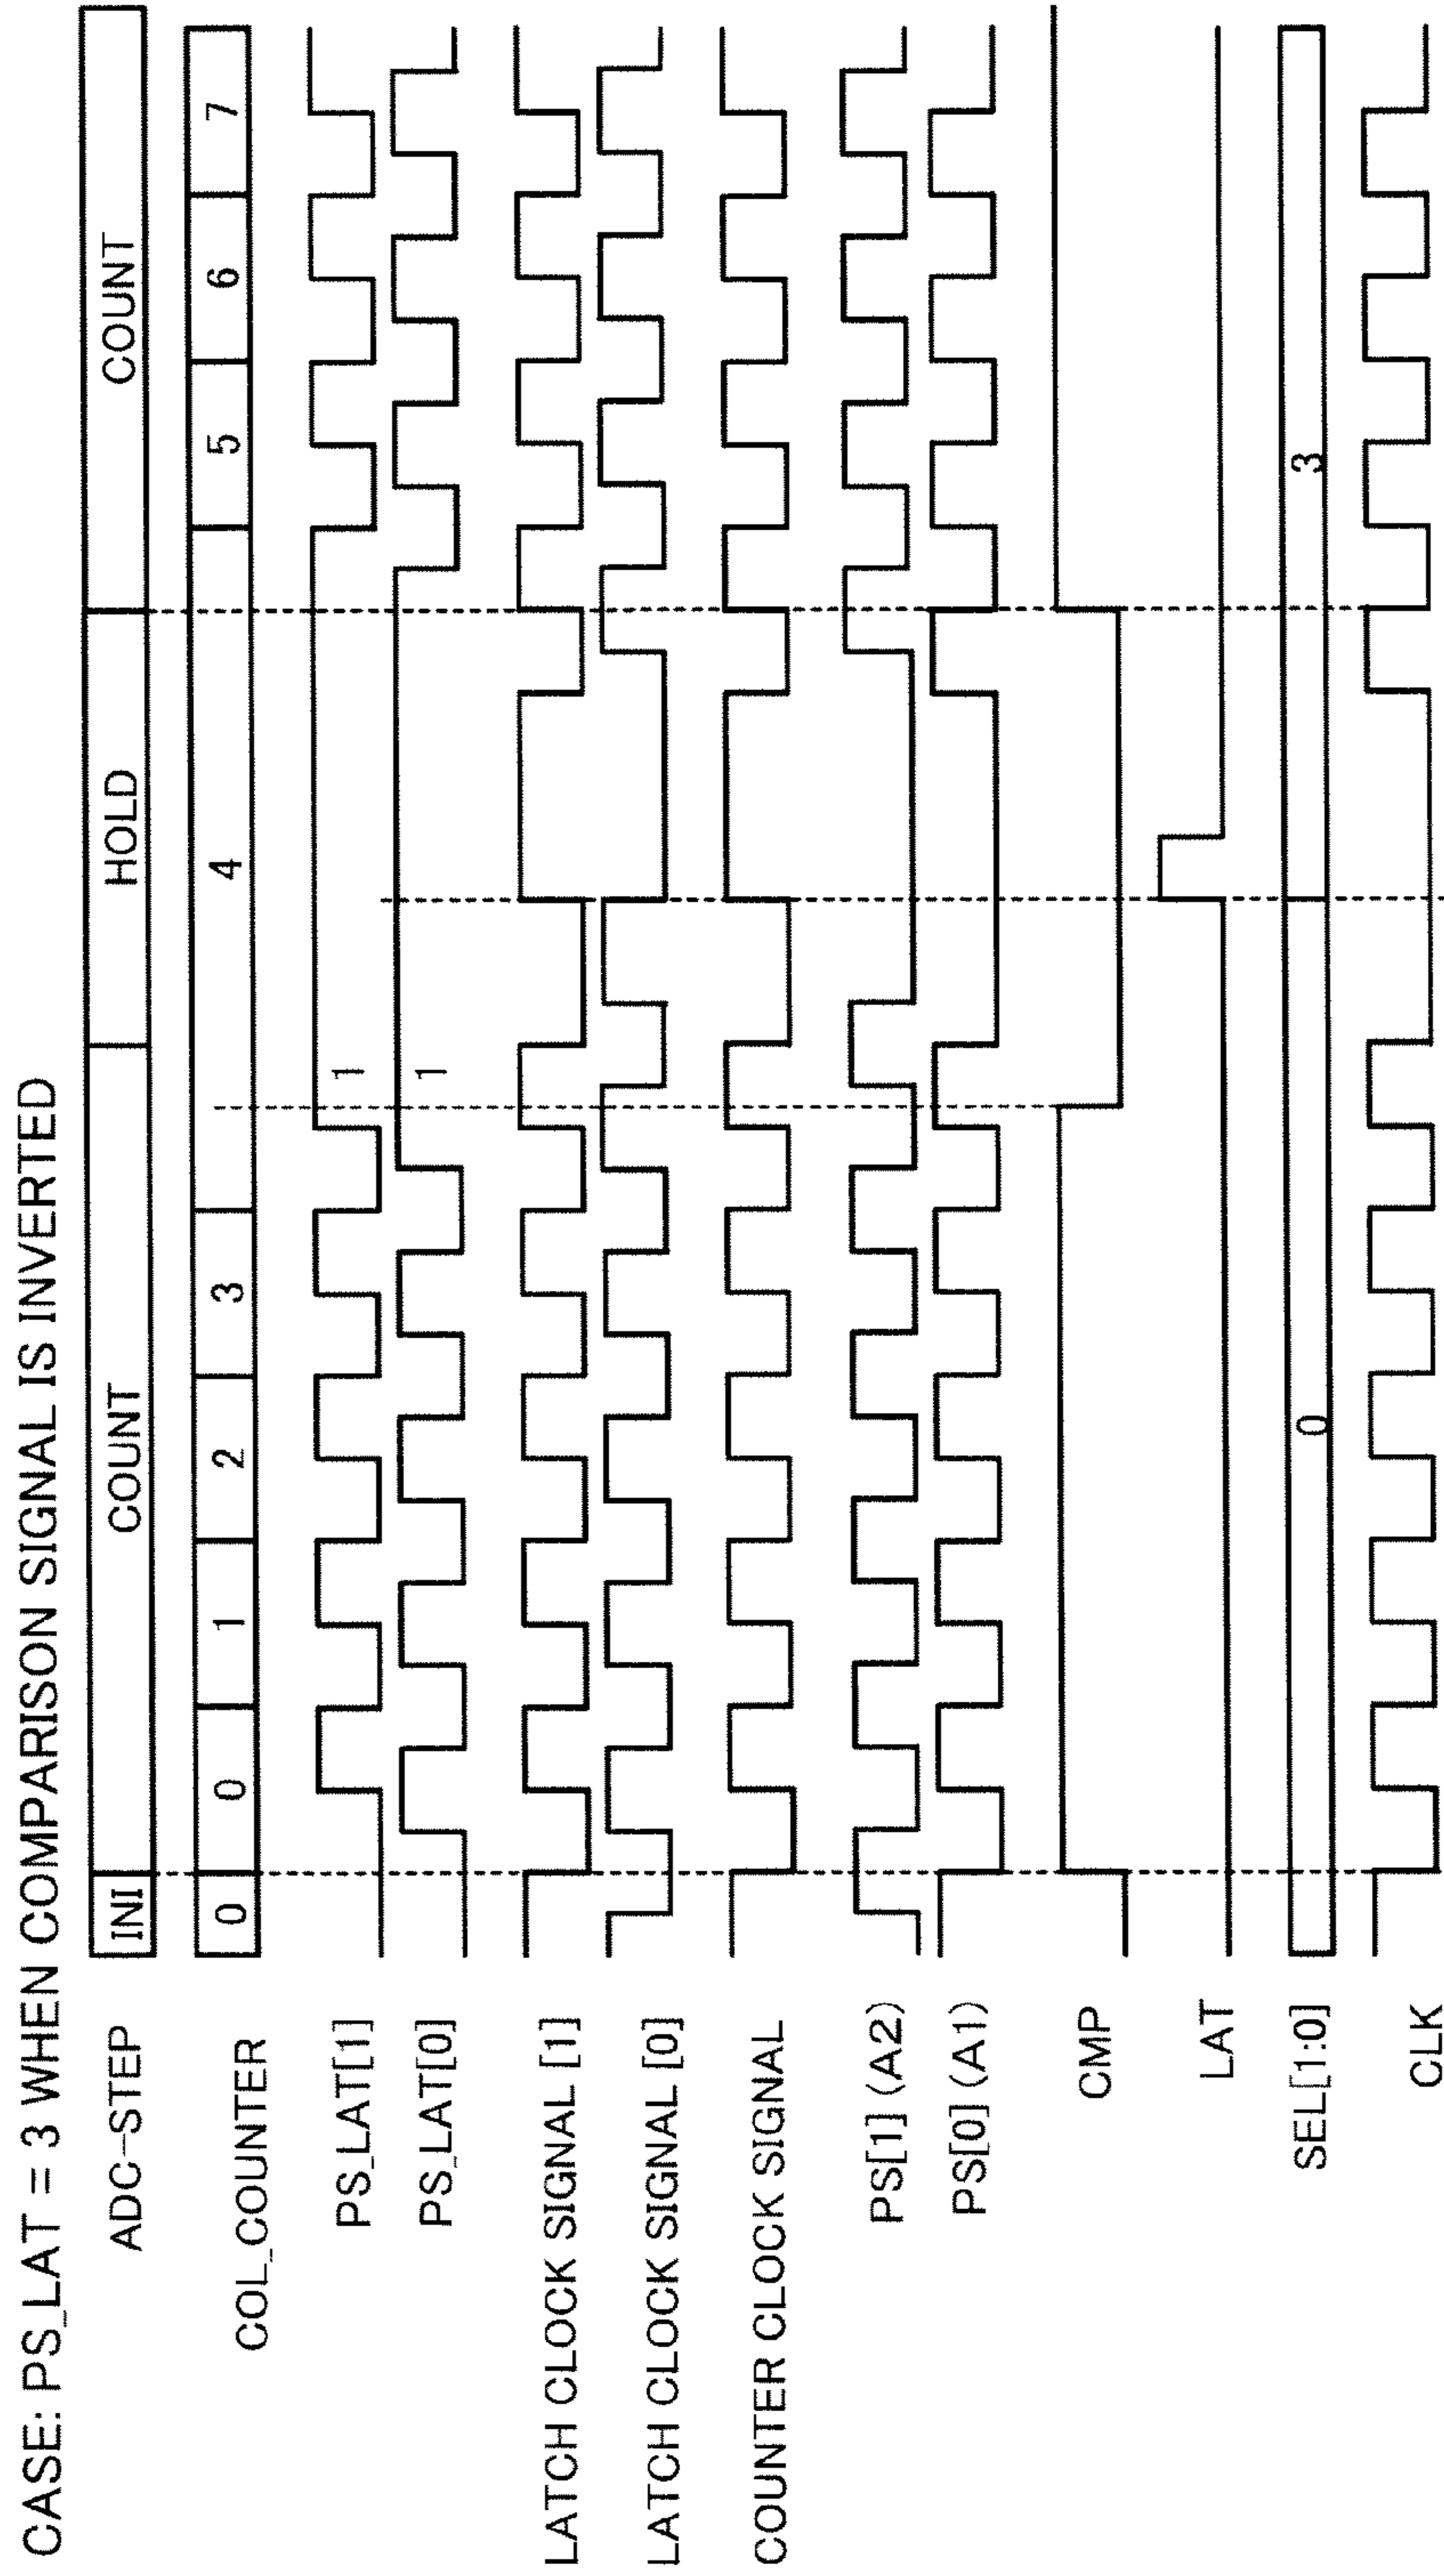 CASE: PS_LAT = 3 WHEN COMPARISON SIGNAL IS INVERTED
ADC-STEP INI COUNT HOLD COUNT
COL_COUNTER 0 0 1 2 3 4 5 6 7
PS_LAT[1] 1
PS_LAT[0] 1
LATCH CLOCK SIGNAL [1]
LATCH CLOCK SIGNAL [0]
COUNTER CLOCK SIGNAL
PS[1] (A2)
PS[0] (A1)
CMP
LAT
SEL[1:0] 0 3
CLK